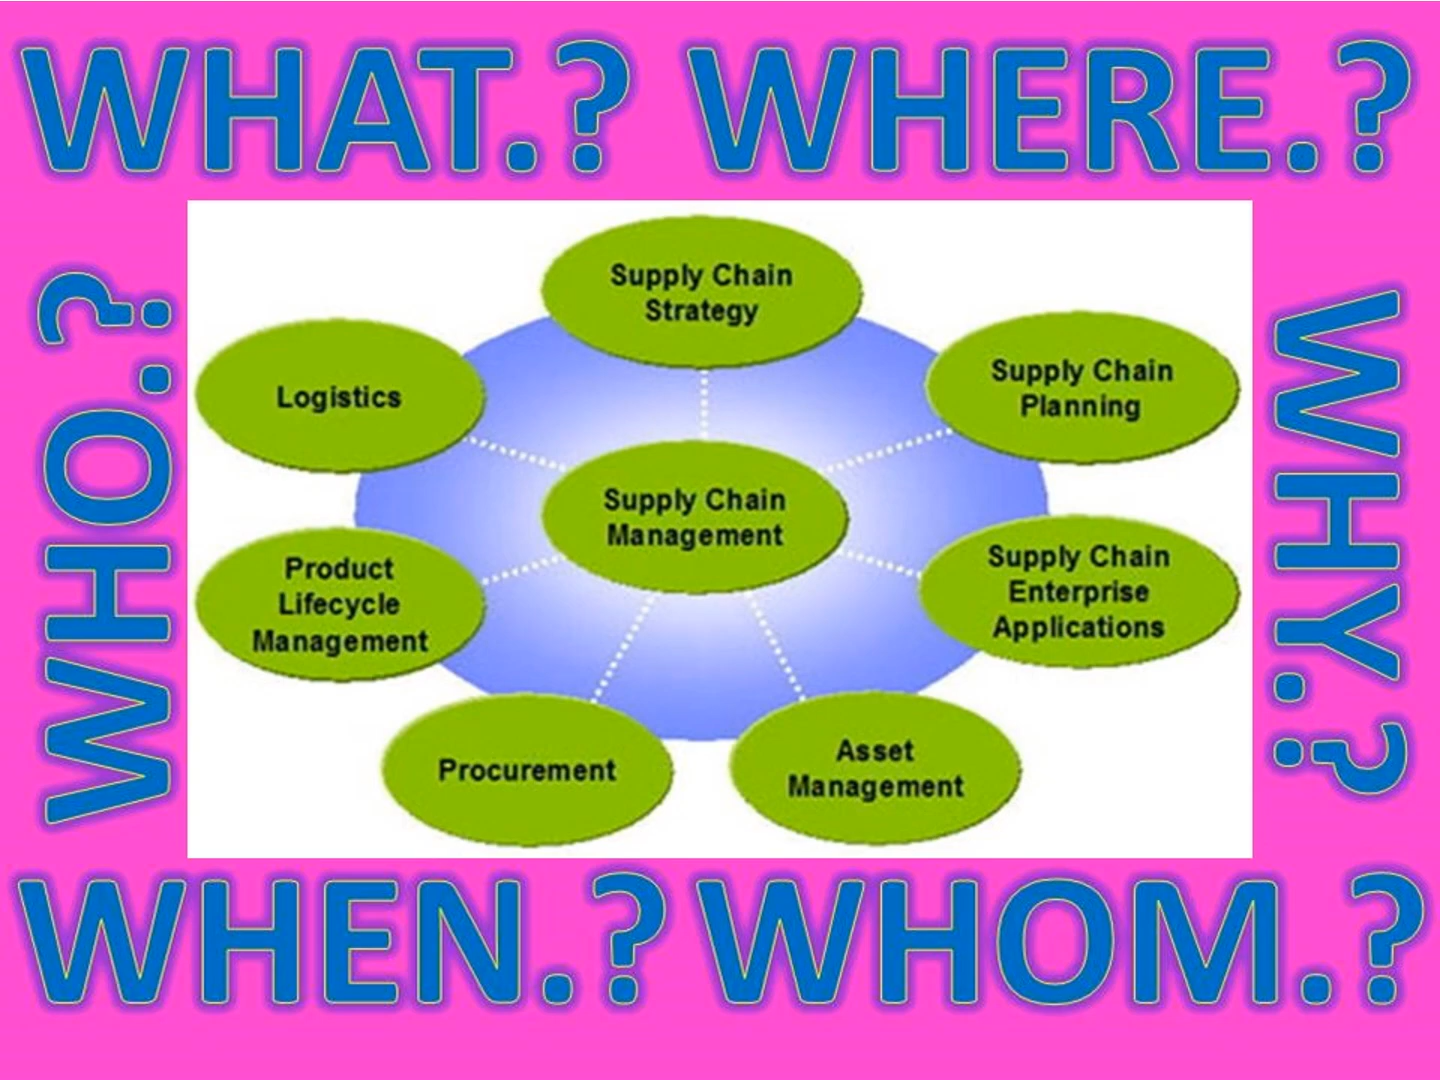 WHAT.? WHERE.?
WHO.?
Supply Chain
Strategy
Logistics
Supply Chain
Planning
Supply Chain
Management
Product
Lifecycle
Management
Supply Chain
Enterprise
Applications
Procurement
Asset
Management
WHY.?
WHEN.? WHOM.?